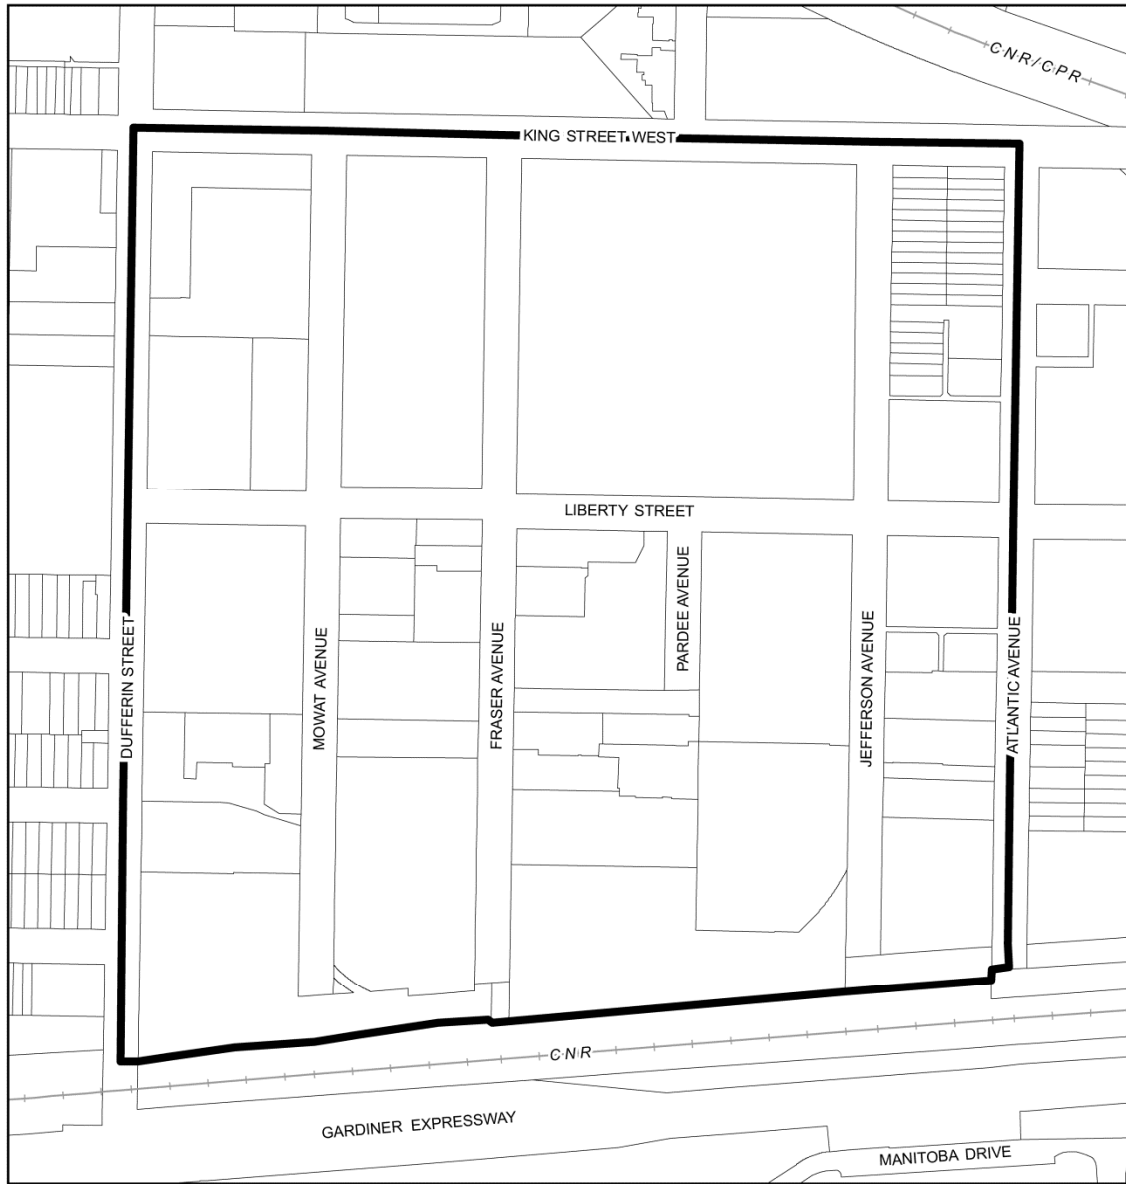 CNR/CPR
KING STREET WEST
LIBERTY STREET
DUFFERIN STREET
MOWAT AVENUE
FRASER AVENUE
PARDEE AVENUE
JEFFERSON AVENUE
ATLANTIC AVENUE
CNR
GARDINER EXPRESSWAY
MANITOBA DRIVE